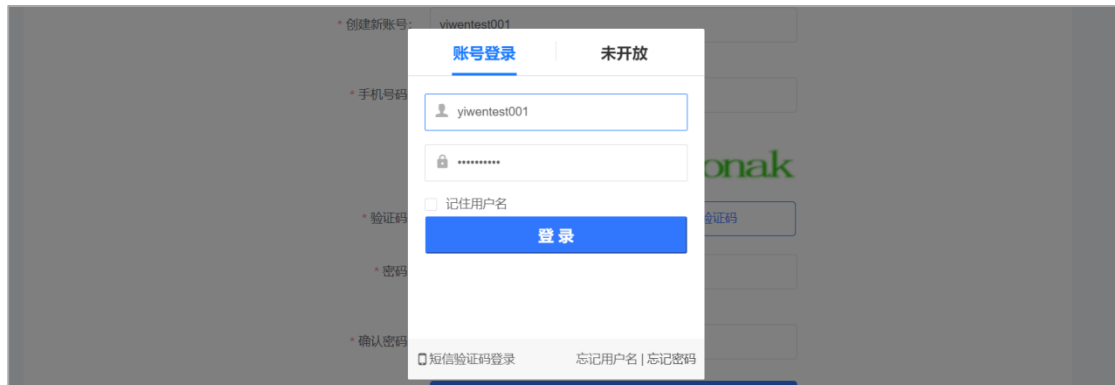 * 创建新账号: yiwentest001
账号登录 未开放
* 手机号码
yiwentest001
••••••••••
onak
记住用户名
* 验证码 验证码
登 录
* 密码
* 确认密码
短信验证码登录 忘记用户名 | 忘记密码